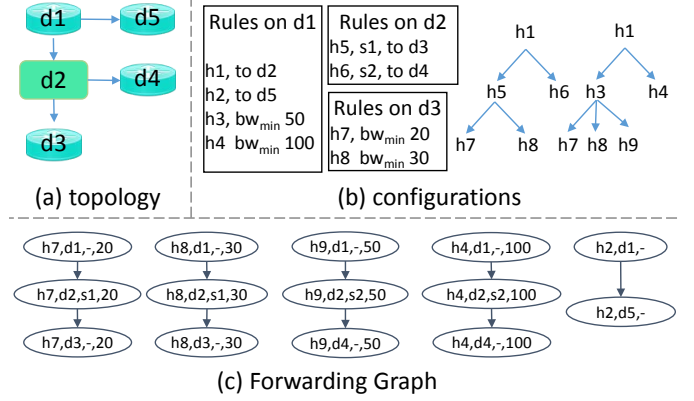 d1
d5
d2
d4
d3
(a) topology
Rules on d1
h1, to d2
h2, to d5
h3, bwmin 50
h4 bwmin 100
Rules on d2
h5, s1, to d3
h6, s2, to d4
Rules on d3
h7, bwmin 20
h8 bwmin 30
h1
h5
h6
h7
h8
h1
h3
h4
h7
h8
h9
(b) configurations
h7,d1,-,20
h8,d1,-,30
h9,d1,-,50
h4,d1,-,100
h2,d1,-
h7,d2,s1,20
h8,d2,s1,30
h9,d2,s2,50
h4,d2,s2,100
h2,d5,-
h7,d3,-,20
h8,d3,-,30
h9,d4,-,50
h4,d4,-,100
(c) Forwarding Graph